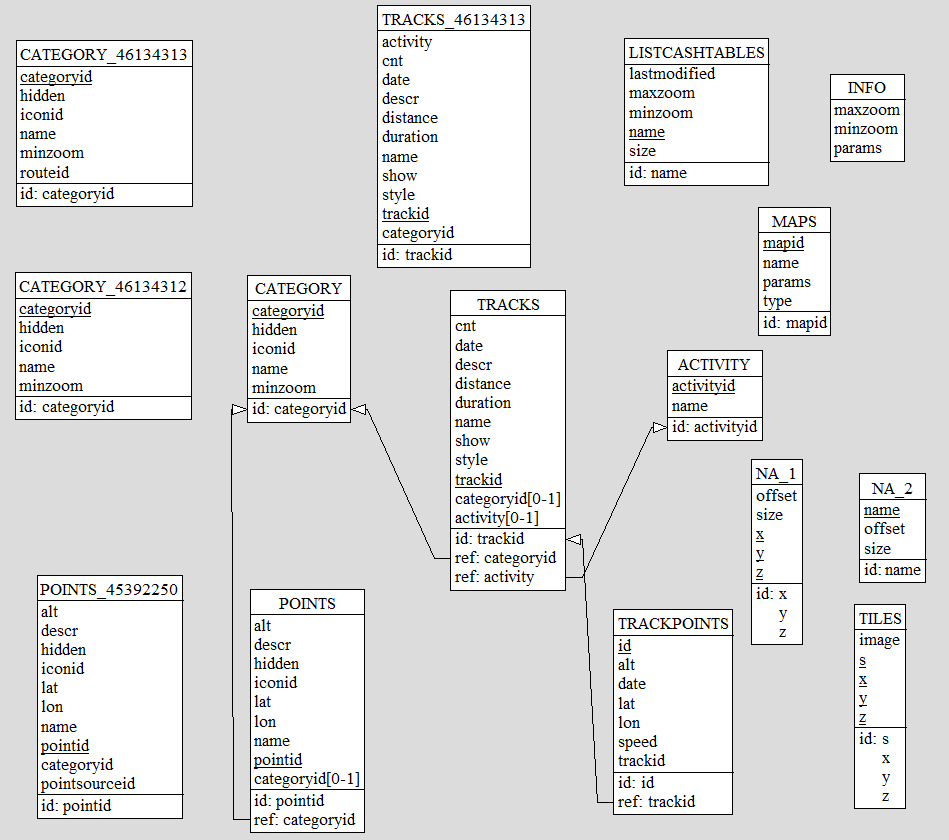 CATEGORY_46134313
categoryid
hidden
iconid
name
minzoom
routeid
id: categoryid
TRACKS_46134313
activity
cnt
date
descr
distance
duration
name
show
style
trackid
categoryid
id: trackid
LISTCASHTABLES
lastmodified
maxzoom
minzoom
name
size
id: name
INFO
maxzoom
minzoom
params
MAPS
mapid
name
params
type
id: mapid
CATEGORY_46134312
categoryid
hidden
iconid
name
minzoom
id: categoryid
CATEGORY
categoryid
hidden
iconid
name
minzoom
id: categoryid
TRACKS
cnt
date
descr
distance
duration
name
show
style
trackid
categoryid[0-1]
activity[0-1]
id: trackid
ref: categoryid
ref: activity
ACTIVITY
activityid
name
id: activityid
NA_1
offset
size
x
y
z
id: x
y
z
NA_2
name
offset
size
id: name
POINTS_45392250
alt
descr
hidden
iconid
lat
lon
name
pointid
categoryid
pointsourceid
id: pointid
POINTS
alt
descr
hidden
iconid
lat
lon
name
pointid
categoryid[0-1]
id: pointid
ref: categoryid
TRACKPOINTS
id
alt
date
lat
lon
speed
trackid
id: id
ref: trackid
TILES
image
s
x
y
z
id: s
x
y
z